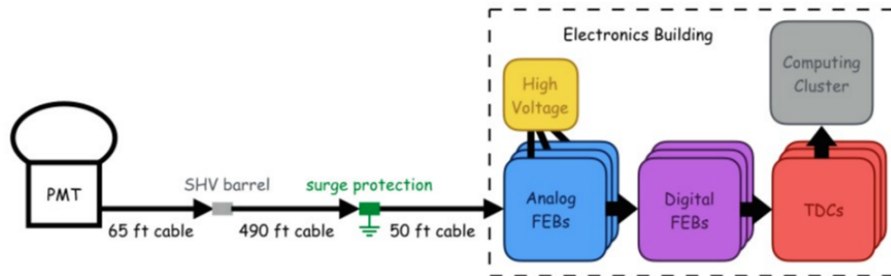 Electronics Building
High
Voltage
Computing
Cluster
PMT
SHV barrel
surge protection
Analog
FEBs
Digital
FEBs
TDCs
65 ft cable
490 ft cable
50 ft cable